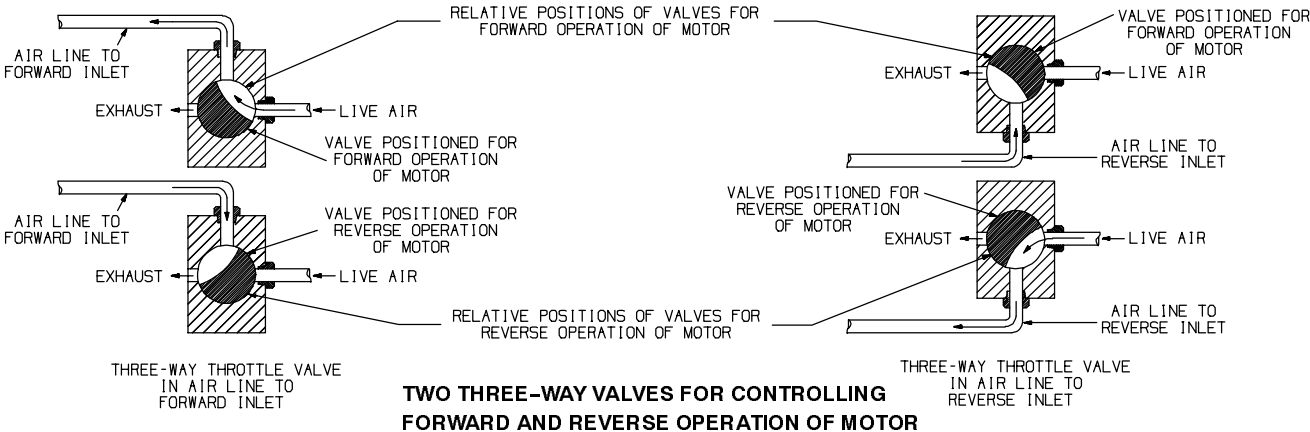 RELATIVE POSITIONS OF VALVES FOR
FORWARD OPERATION OF MOTOR
AIR LINE TO
FORWARD INLET
EXHAUST
LIVE AIR
VALVE POSITIONED FOR
FORWARD OPERATION
OF MOTOR
VALVE POSITIONED FOR
FORWARD OPERATION
OF MOTOR
EXHAUST
LIVE AIR
AIR LINE TO
REVERSE INLET
AIR LINE TO
FORWARD INLET
VALVE POSITIONED FOR
REVERSE OPERATION
OF MOTOR
EXHAUST
LIVE AIR
VALVE POSITIONED FOR
REVERSE OPERATION
OF MOTOR
EXHAUST
LIVE AIR
RELATIVE POSITIONS OF VALVES FOR
REVERSE OPERATION OF MOTOR
AIR LINE TO
REVERSE INLET
THREE-WAY THROTTLE VALVE
IN AIR LINE TO
FORWARD INLET
THREE-WAY THROTTLE VALVE
IN AIR LINE TO
REVERSE INLET
TWO THREE-WAY VALVES FOR CONTROLLING
FORWARD AND REVERSE OPERATION OF MOTOR